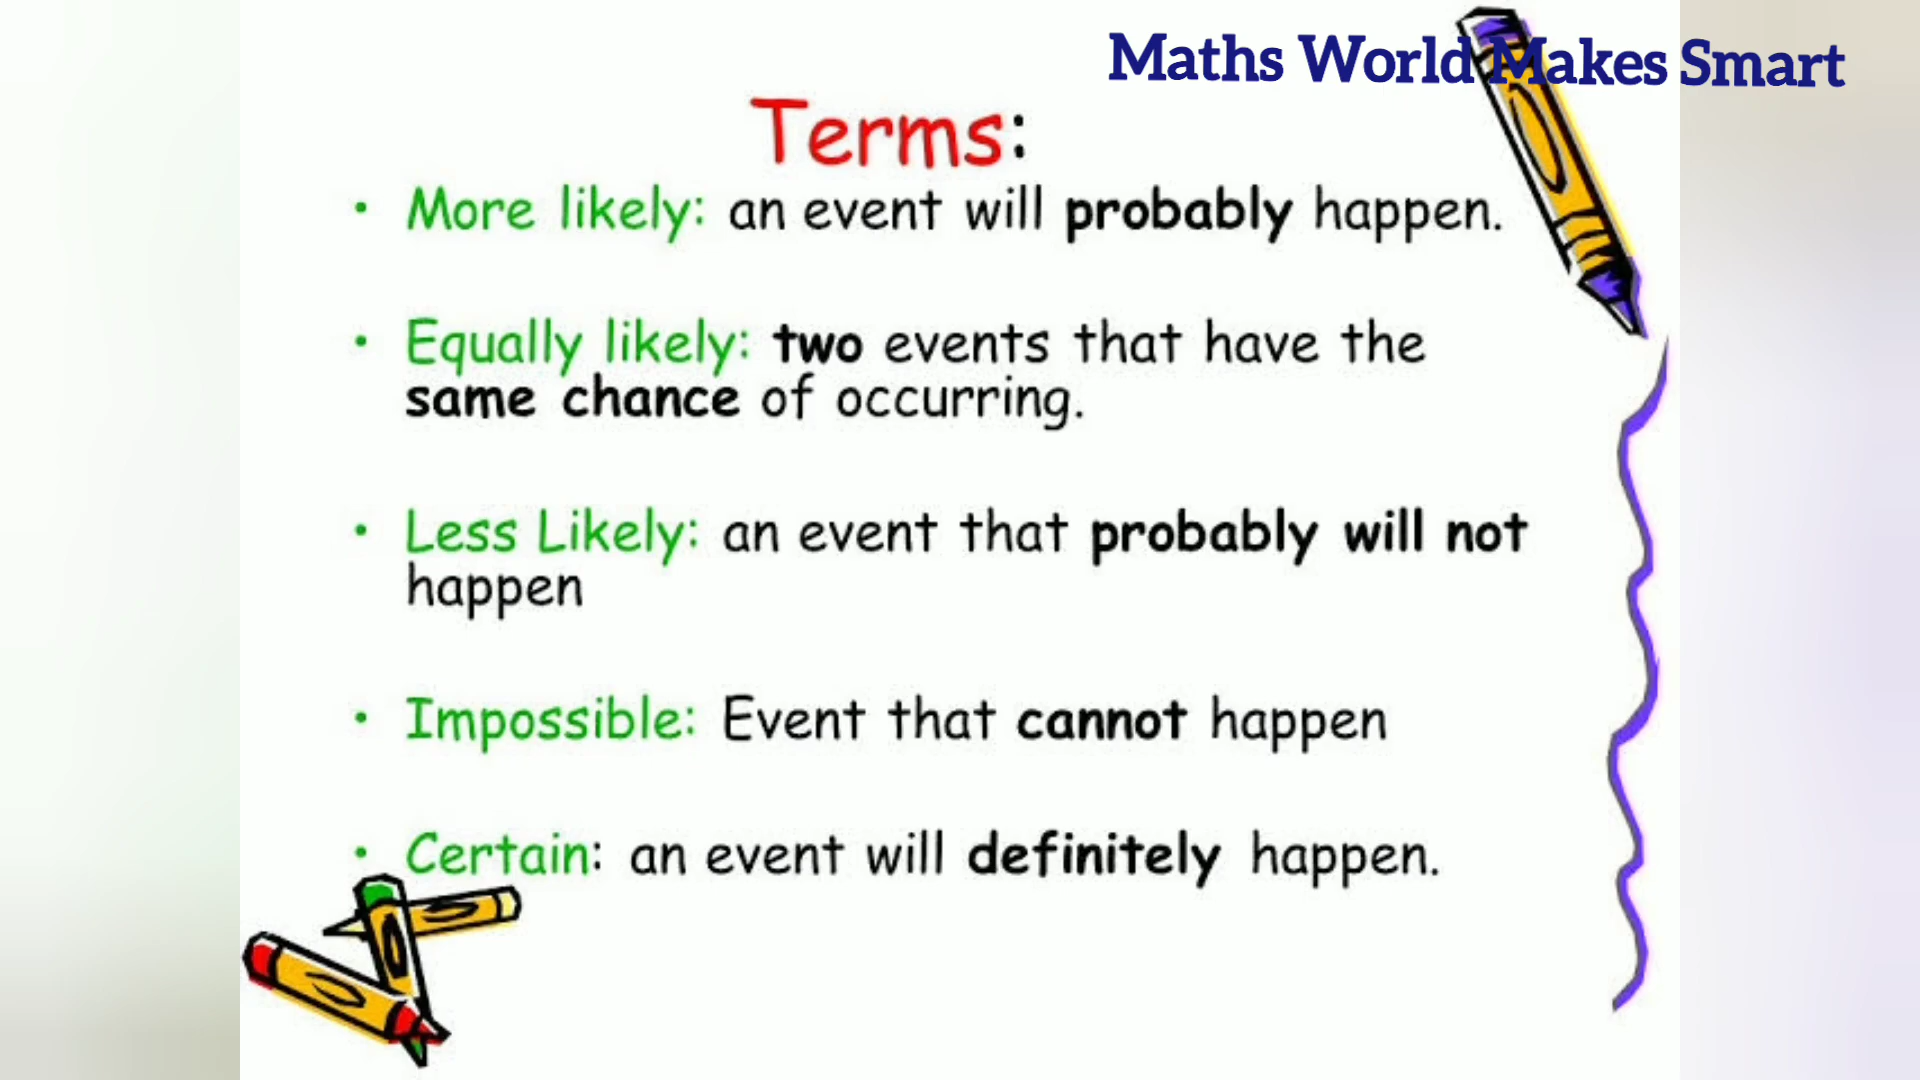 Maths World Makes Smart
Terms:
• More likely: an event will probably happen.
• Equally likely: two events that have the
same chance of occurring.
• Less Likely: an event that probably will not
happen
• Impossible: Event that cannot happen
• Certain: an event will definitely happen.